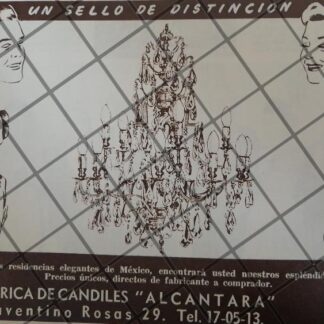 UN SELLO DE DISTINCION
s residencias elegantes de México, encontrará usted nuestros espléndid
Precios únicos, directos de fabricante a comprador.
RICA DE CANDILES "ALCANTARA"
aventino Rosas 29. Tel. 17-05-13.